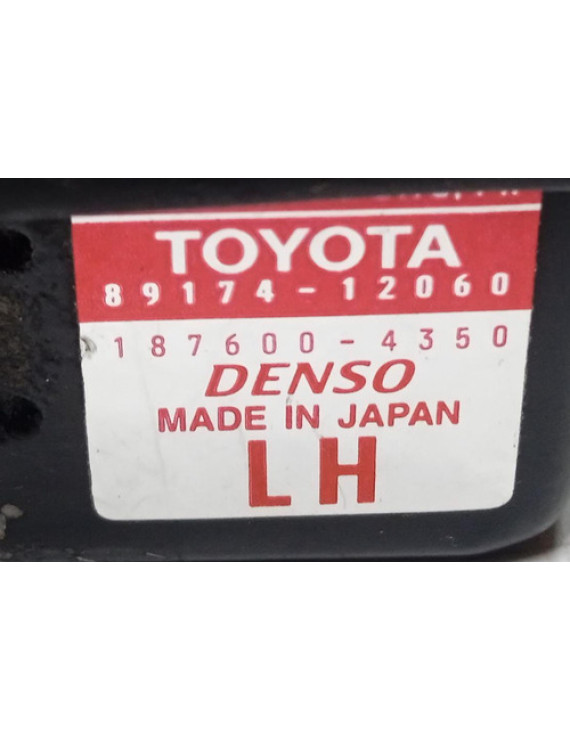 TOYOTA
89174-12060
187600-4350
DENSO
MADE IN JAPAN
LH